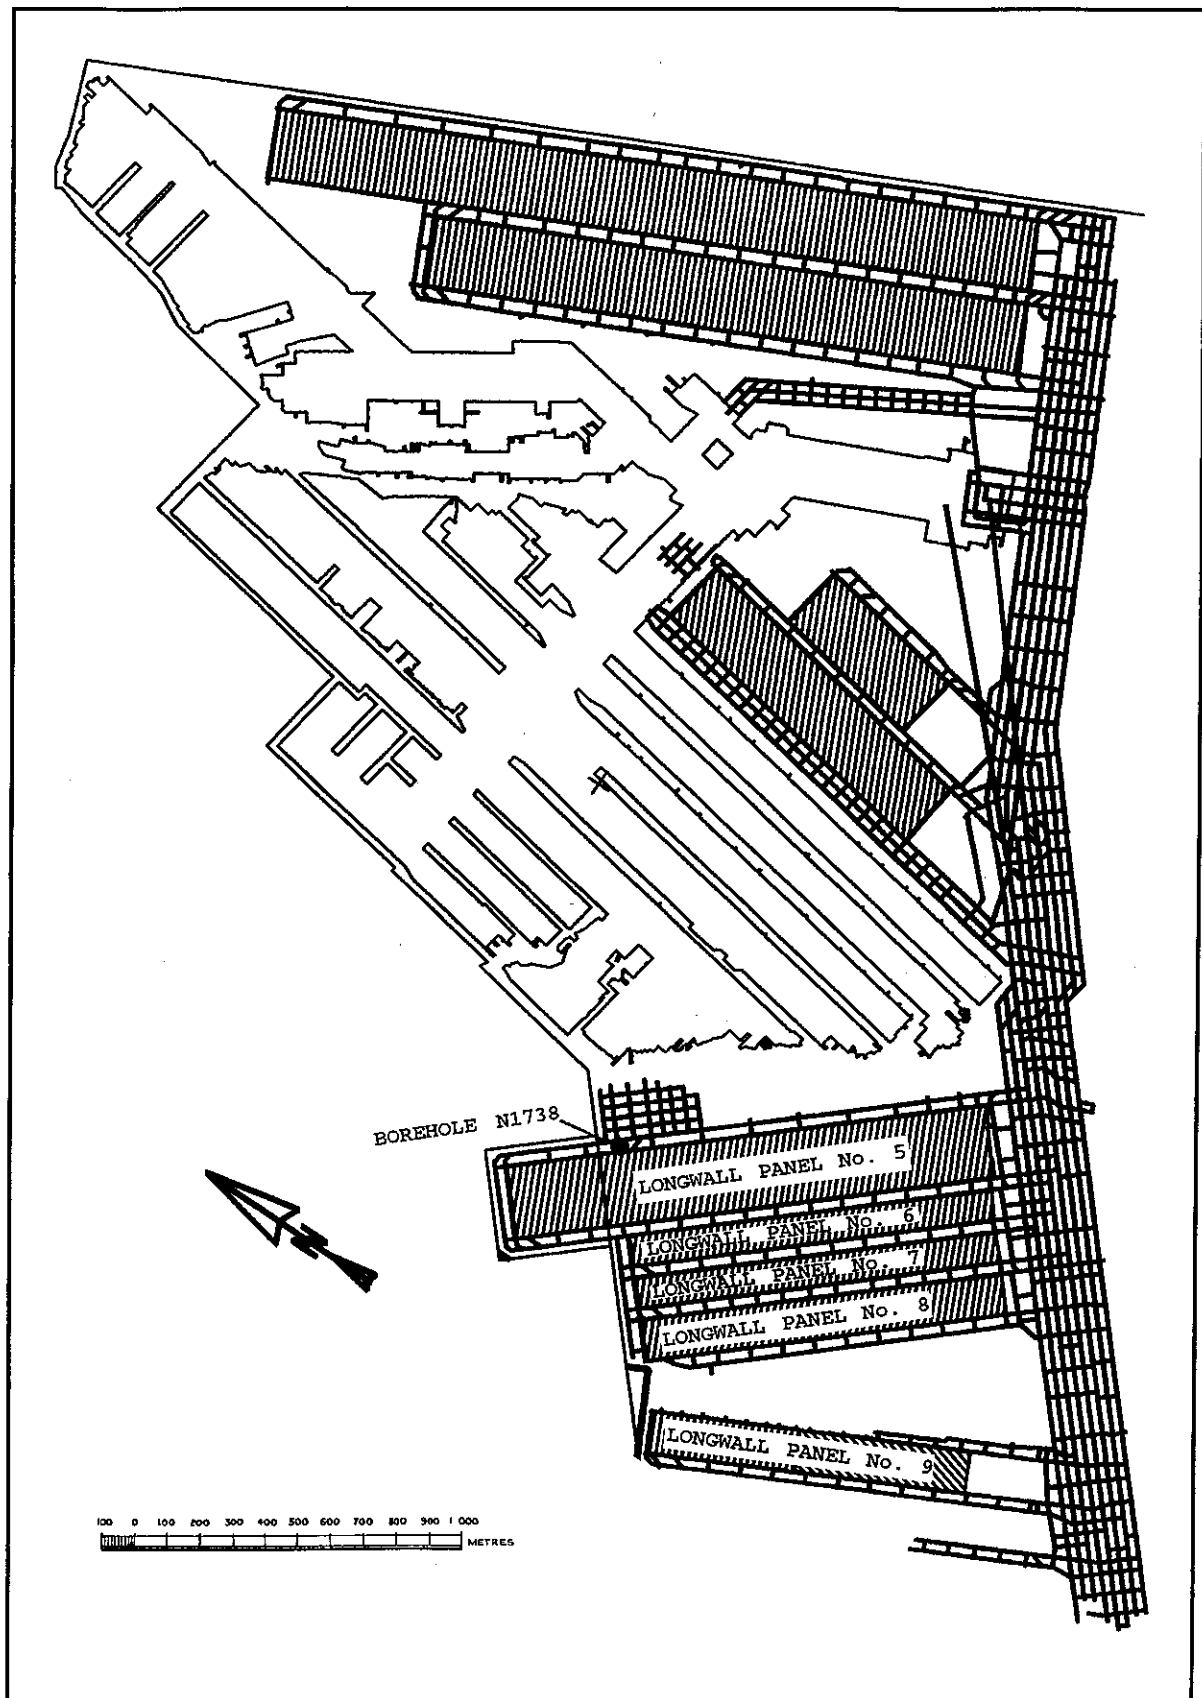 BOREHOLE N1738
LONGWALL PANEL No. 5
LONGWALL PANEL No. 6
LONGWALL PANEL No. 7
LONGWALL PANEL No. 8
N
LONGWALL PANEL No. 9
100 0 100 200 300 400 500 600 700 800 900 1 000
METRES